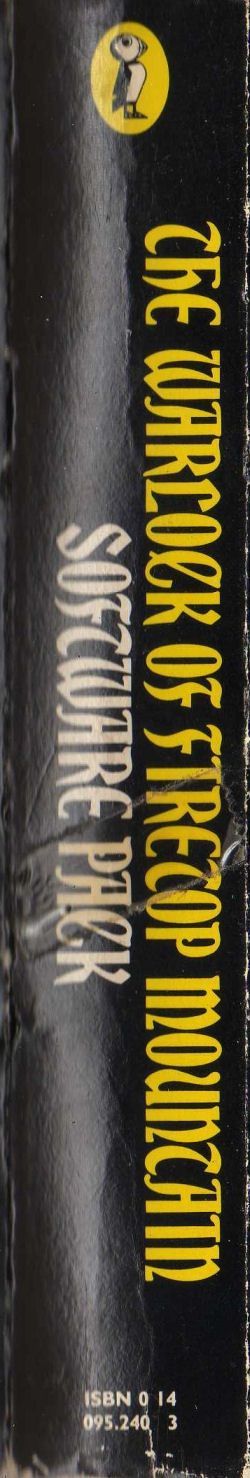 THE WARLOCK OF FIRETOP MOUNTAIN
SOFTWARE PACK
ISBN 0 14
095.240 3